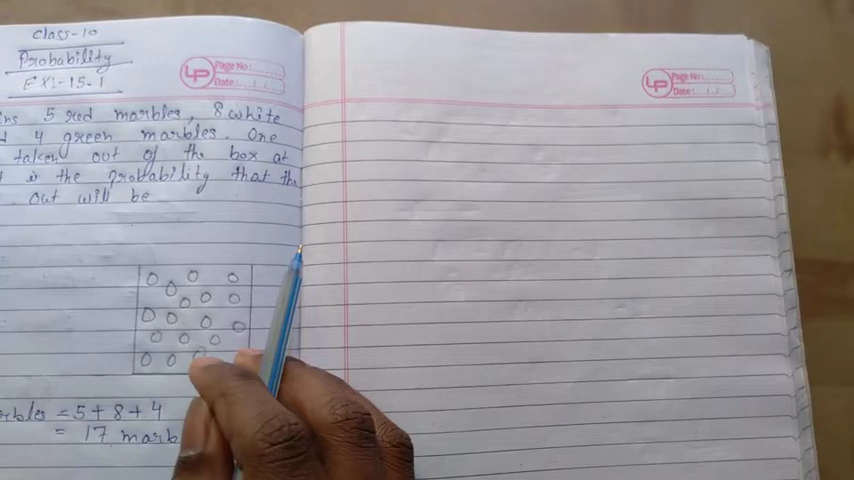 Class-10
Probability
EX:-15.1
LP Page No:
Date:
5 red marbles, 8 white
4 green marbles. One
taken out of the box at
is the probability that the
out will be
= 5 + 8 + 4
= 17 marb
LP Page No:
Date: